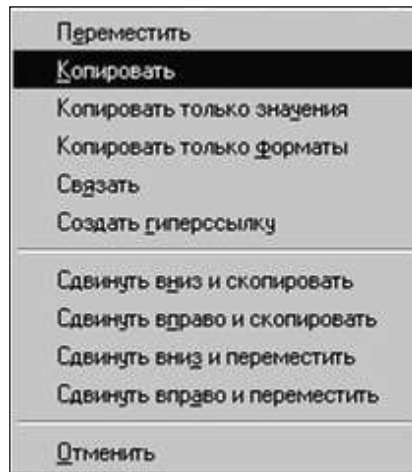 Переместить
Копировать
Копировать только значения
Копировать только форматы
Связать
Создать гиперссылку
Сдвинуть вниз и скопировать
Сдвинуть вправо и скопировать
Сдвинуть вниз и переместить
Сдвинуть вправо и переместить
Отменить